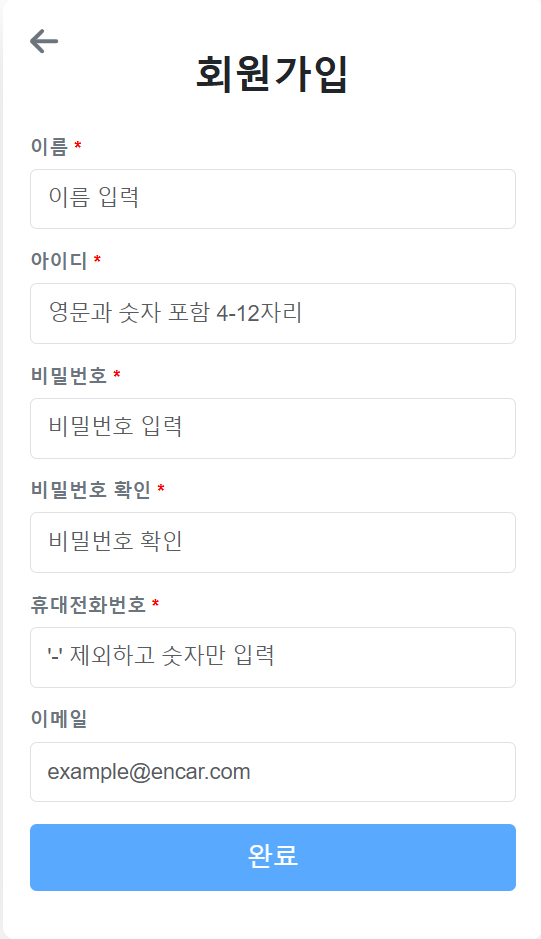 회원가입
이름 *
이름 입력
아이디 *
영문과 숫자 포함 4-12자리
비밀번호 *
비밀번호 입력
비밀번호 확인 *
비밀번호 확인
휴대전화번호 *
'-' 제외하고 숫자만 입력
이메일
example@encar.com
완료